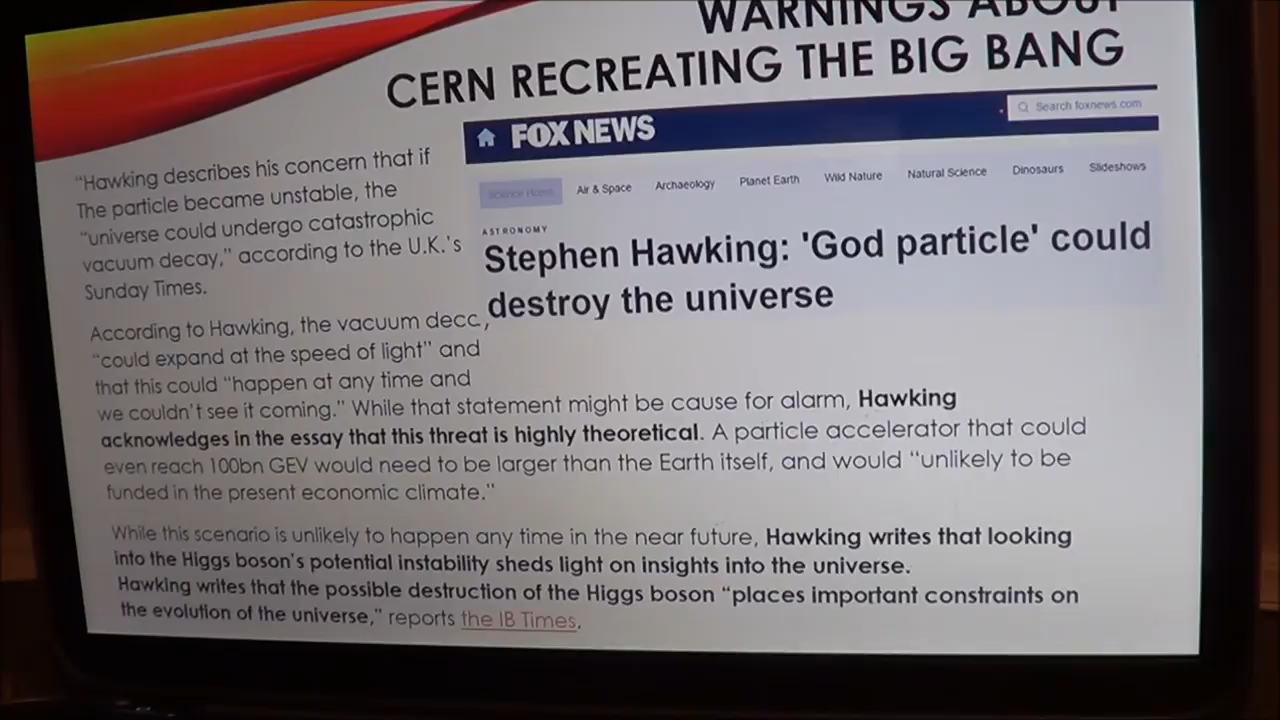 WARNINGS ABOUT
CERN RECREATING THE BIG BANG
FOX NEWS
Search foxnews.com
Science Home
Air & Space
Archaeology
Planet Earth
Wild Nature
Natural Science
Dinosaurs
Slideshows
ASTRONOMY
Stephen Hawking: 'God particle' could
destroy the universe
"Hawking describes his concern that if
The particle became unstable, the
"universe could undergo catastrophic
vacuum decay," according to the U.K.'s
Sunday Times.
According to Hawking, the vacuum
"could expand at the speed of light" and
that this could "happen at any time and
we couldn't see it coming." While that statement might be cause for alarm, Hawking
acknowledges in the essay that this threat is highly theoretical. A particle accelerator that could
even reach 100bn GEV would need to be larger than the Earth itself, and would "unlikely to be
funded in the present economic climate."
While this scenario is unlikely to happen any time in the near future, Hawking writes that looking
into the Higgs boson's potential instability sheds light on insights into the universe.
Hawking writes that the possible destruction of the Higgs boson "places important constraints on
the evolution of the universe," reports the IB Times.